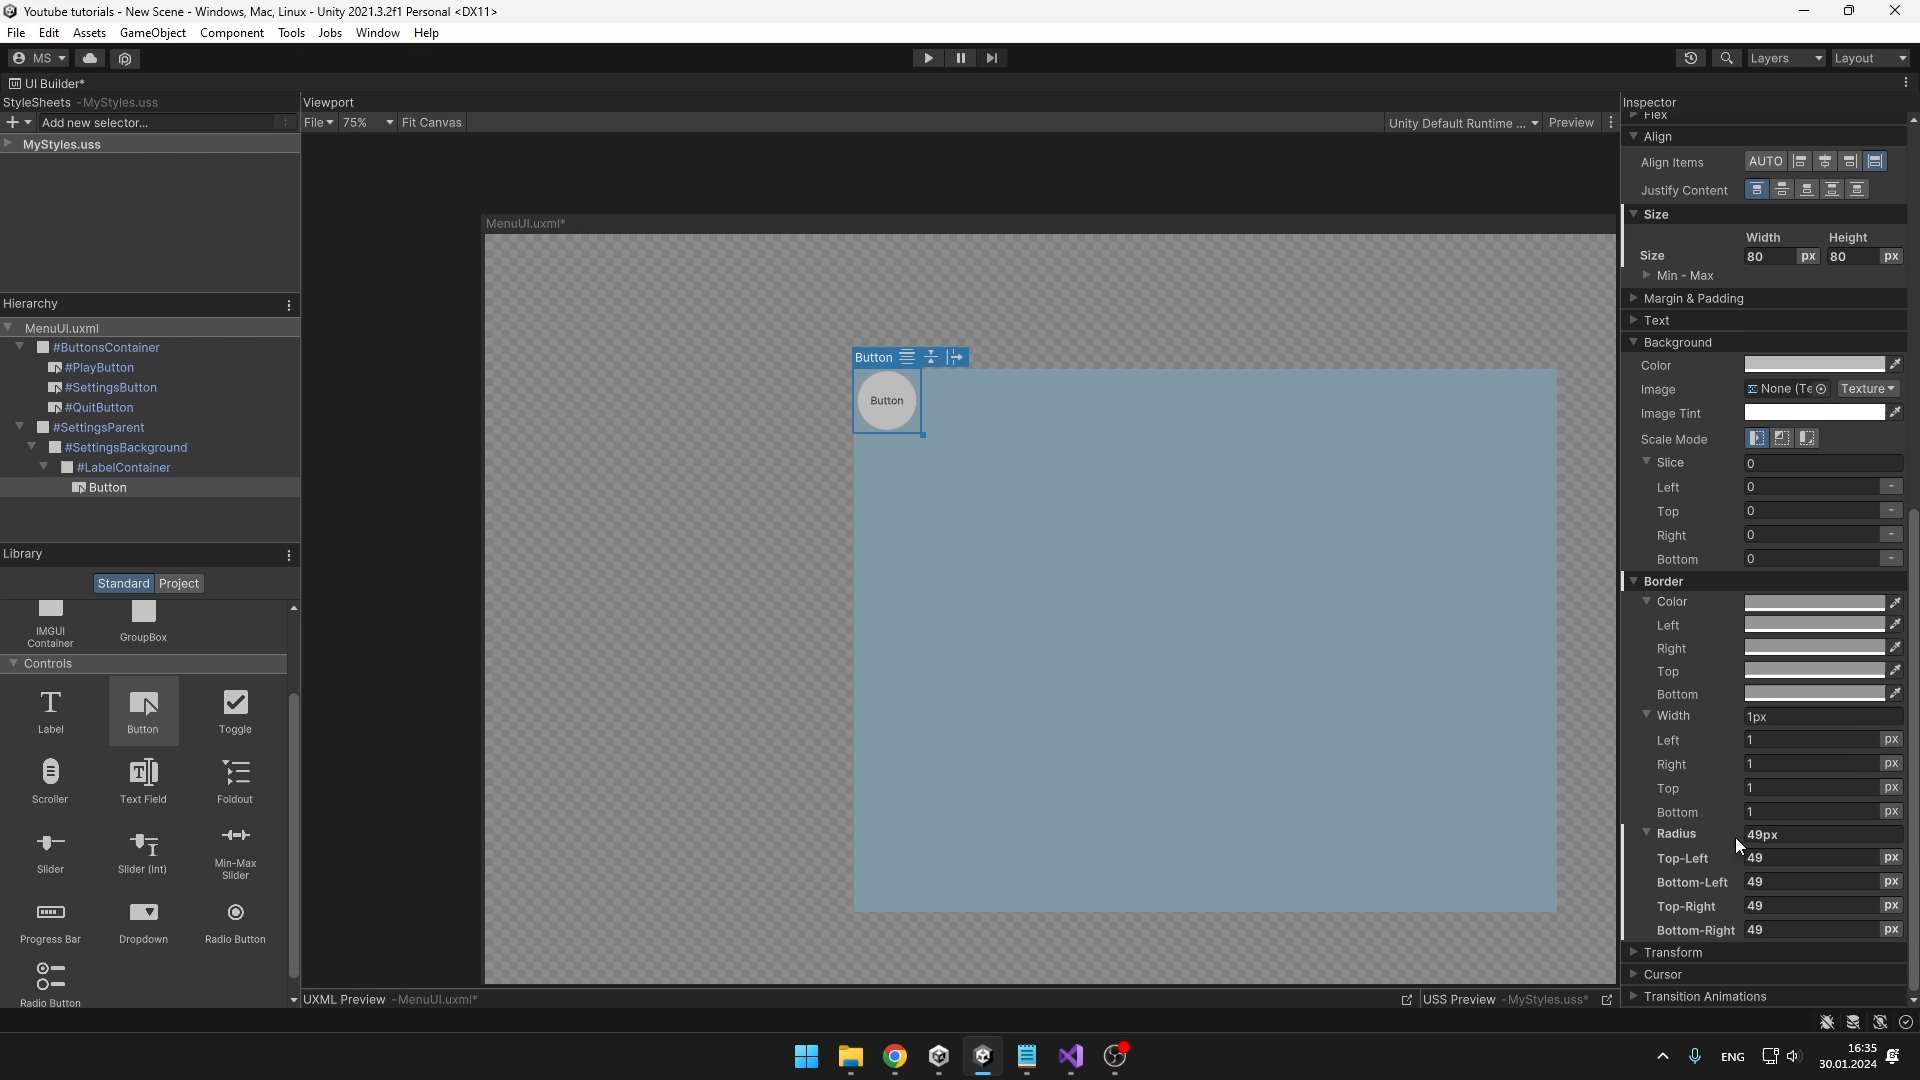 Youtube tutorials - New Scene - Windows, Mac, Linux - Unity 2021.3.2f1 Personal <DX11>
File Edit Assets GameObject Component Tools Jobs Window Help
MS Layers Layout
UI Builder*
StyleSheets - MyStyles.uss
Add new selector...
MyStyles.uss
Hierarchy
MenuUI.uxml
#ButtonsContainer
#PlayButton
#SettingsButton
#QuitButton
#SettingsParent
#SettingsBackground
#LabelContainer
Button
Library
Standard Project
IMGUI
Container
GroupBox
Controls
Label Button Toggle
Scroller Text Field Foldout
Slider Slider (Int) Min-Max
Slider
Progress Bar Dropdown Radio Button
Radio Button
Viewport
File 75% Fit Canvas
Unity Default Runtime ... Preview
MenuUI.uxml*
Button
Button
UXML Preview - MenuUI.uxml*
USS Preview - MyStyles.uss*
Inspector
Flex
Align
Align Items AUTO
Justify Content
Size
Width Height
Size 80 px 80 px
Min - Max
Margin & Padding
Text
Background
Color
Image None (Te Texture
Image Tint
Scale Mode
Slice 0
Left 0 -
Top 0 -
Right 0 -
Bottom 0 -
Border
Color
Left
Right
Top
Bottom
Width 1px
Left 1 px
Right 1 px
Top 1 px
Bottom 1 px
Radius 49px
Top-Left 49 px
Bottom-Left 49 px
Top-Right 49 px
Bottom-Right 49 px
Transform
Cursor
Transition Animations
ENG
16:35
30.01.2024